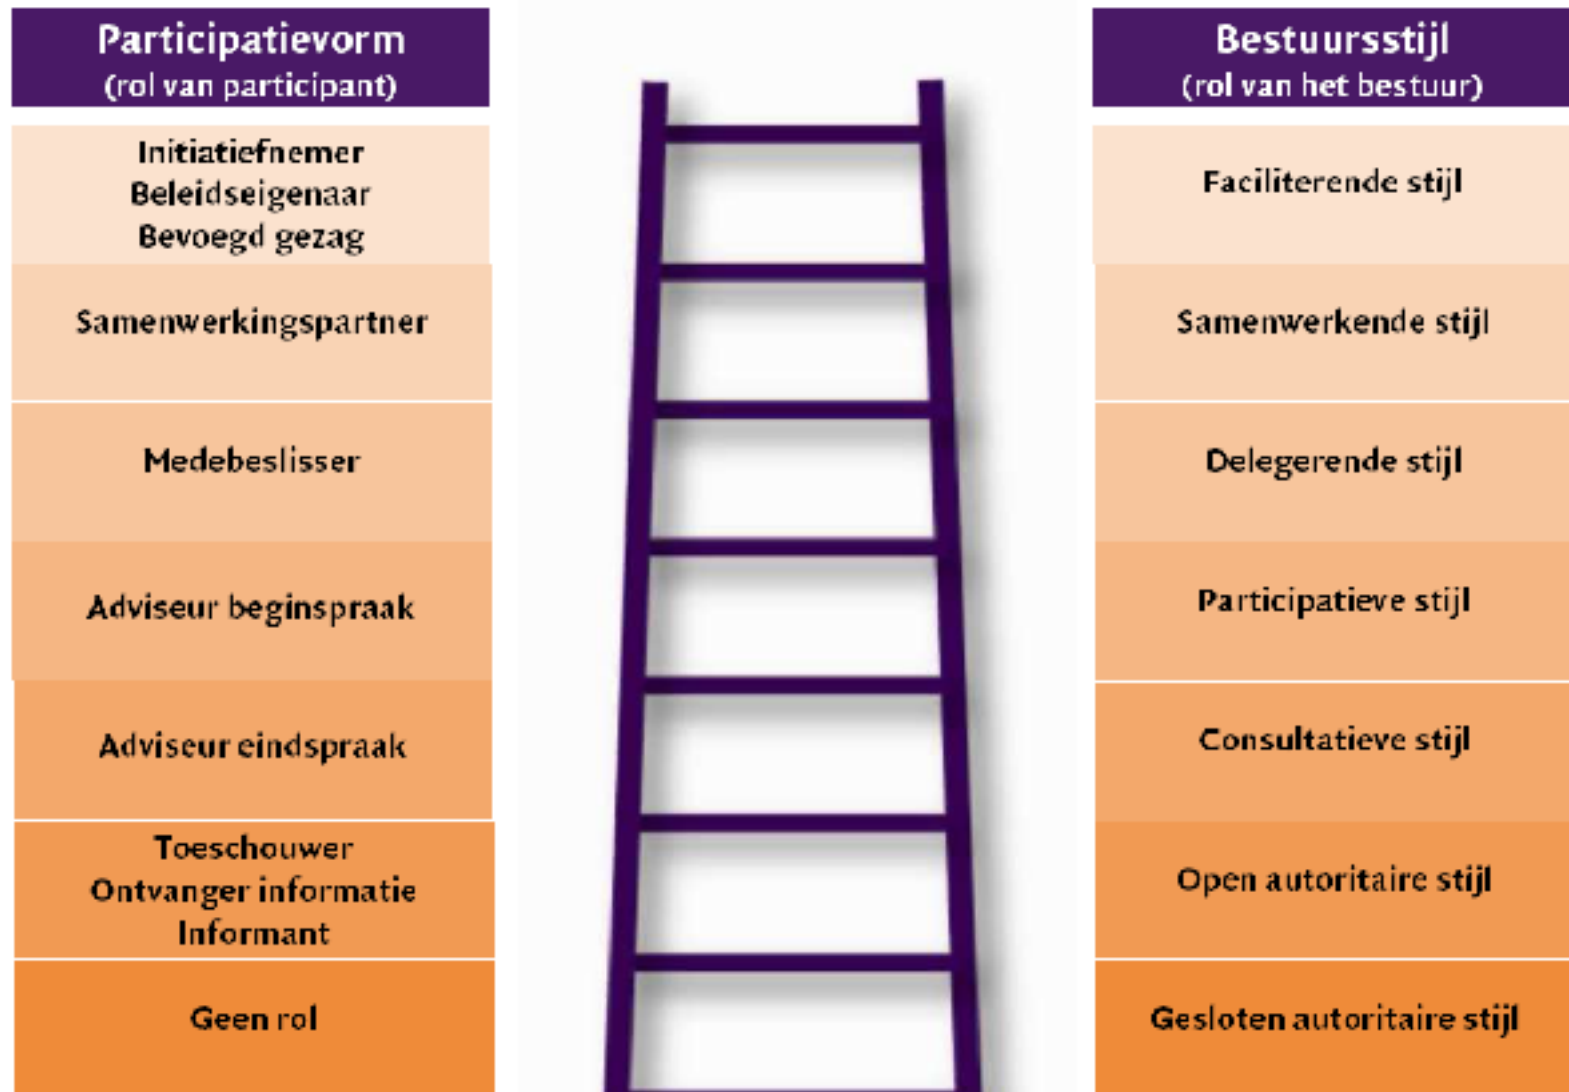 Participatievorm
(rol van participant)
Initiatiefnemer
Beleidseigenaar
Bevoegd gezag
Samenwerkingspartner
Medebeslisser
Adviseur beginspraak
Adviseur eindspraak
Toeschouwer
Ontvanger informatie
Informant
Geen rol
Bestuursstijl
(rol van het bestuur)
Faciliterende stijl
Samenwerkende stijl
Delegerende stijl
Participatieve stijl
Consultatieve stijl
Open autoritaire stijl
Gesloten autoritaire stijl